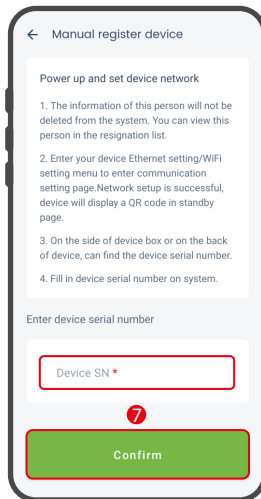 ← Manual register device
Power up and set device network
1. The information of this person will not be
deleted from the system. You can view this
person in the resignation list.
2. Enter your device Ethernet setting/WiFi
setting menu to enter communication
setting page.Network setup is successful,
device will display a QR code in standby
page.
3. On the side of device box or on the back
of device, can find the device serial number.
4. Fill in device serial number on system.
Enter device serial number
Device SN *
7
Confirm